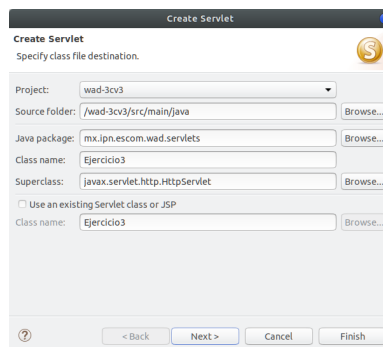 Create Servlet
Create Servlet
Specify class file destination.
S
Project: wad-3cv3
Source folder: /wad-3cv3/src/main/java Browse...
Java package: mx.ipn.escom.wad.servlets Browse...
Class name: Ejercicio3
Superclass: javax.servlet.http.HttpServlet Browse...
Use an existing Servlet class or JSP
Class name: Ejercicio3 Browse...
? < Back Next > Cancel Finish